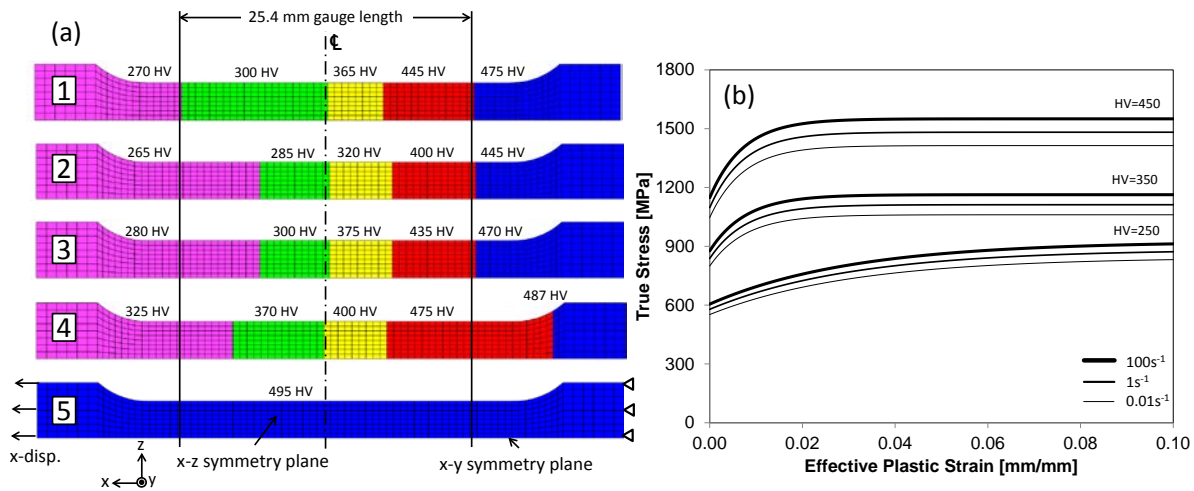 25.4 mm gauge length
(a)
℄
270 HV 300 HV 365 HV 445 HV 475 HV
1
265 HV 285 HV 320 HV 400 HV 445 HV
2
280 HV 300 HV 375 HV 435 HV 470 HV
3
487 HV
325 HV 370 HV 400 HV 475 HV
4
495 HV
5
x-disp.
z
x y
x-z symmetry plane
x-y symmetry plane
(b)
True Stress [MPa]
1800
1500
1200
900
600
300
0
HV=450
HV=350
HV=250
100s⁻¹
1s⁻¹
0.01s⁻¹
0.00 0.02 0.04 0.06 0.08 0.10
Effective Plastic Strain [mm/mm]